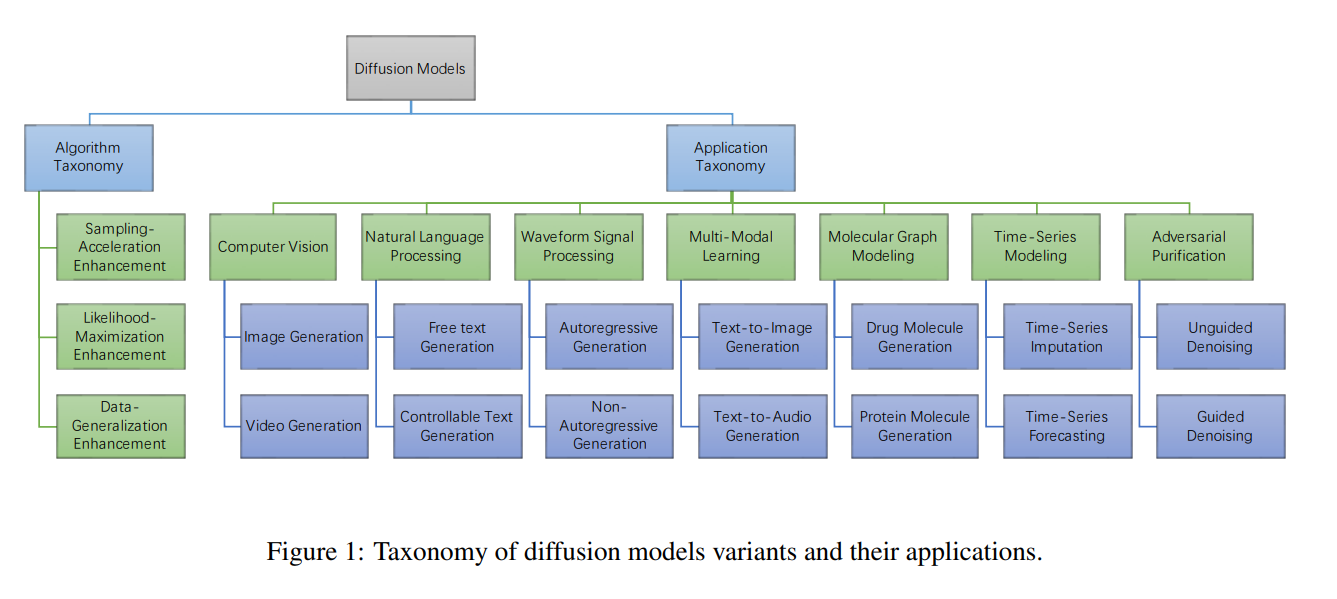 Diffusion Models
Algorithm
Taxonomy
Application
Taxonomy
Sampling-
Acceleration
Enhancement
Likelihood-
Maximization
Enhancement
Data-
Generalization
Enhancement
Computer Vision
Image Generation
Video Generation
Natural Language
Processing
Free text
Generation
Controllable Text
Generation
Waveform Signal
Processing
Autoregressive
Generation
Non-
Autoregressive
Generation
Multi-Modal
Learning
Text-to-Image
Generation
Text-to-Audio
Generation
Molecular Graph
Modeling
Drug Molecule
Generation
Protein Molecule
Generation
Time-Series
Modeling
Time-Series
Imputation
Time-Series
Forecasting
Adversarial
Purification
Unguided
Denoising
Guided
Denoising
Figure 1: Taxonomy of diffusion models variants and their applications.